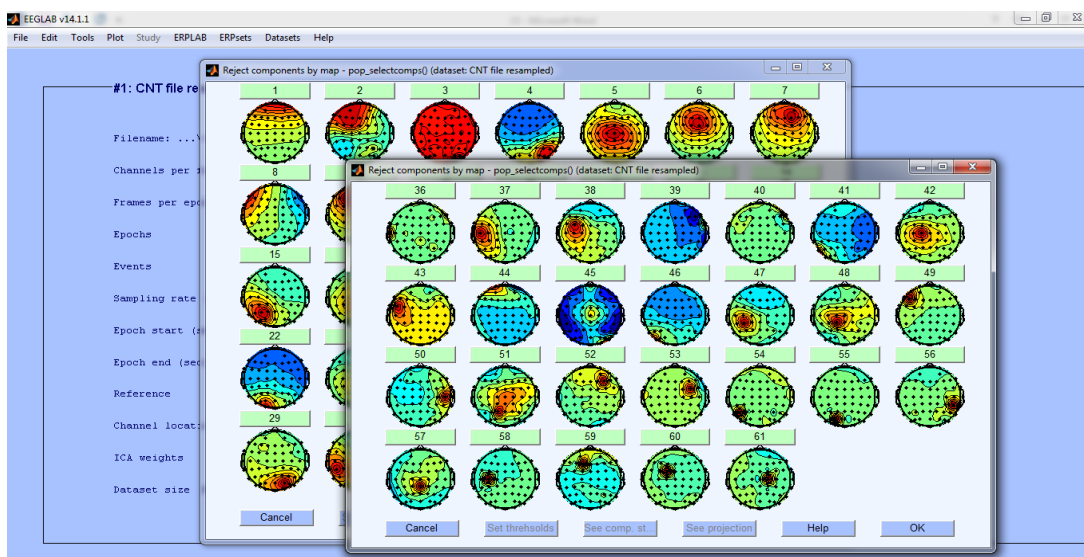 EEGLAB v14.1.1
File Edit Tools Plot Study ERPLAB ERPsets Datasets Help
Reject components by map - pop_selectcomps() (dataset: CNT file resampled)
#1: CNT file re
Filename: ...\
Channels per
Frames per epo
Epochs
Events
Sampling rate
Epoch start (s
Epoch end (sec
Reference
Channel locat
ICA weights
Dataset size
1 2 3 4 5 6 7
8
15
22
29
Cancel
Reject components by map - pop_selectcomps() (dataset: CNT file resampled)
36 37 38 39 40 41 42
43 44 45 46 47 48 49
50 51 52 53 54 55 56
57 58 59 60 61
Cancel Set threhsolds See comp. st... See projection Help OK